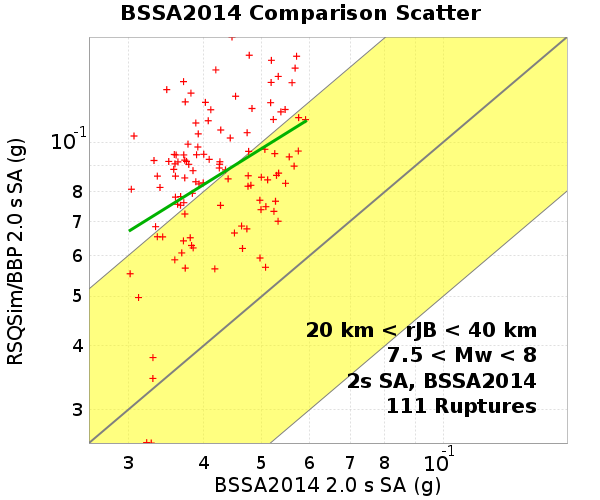 BSSA2014 Comparison Scatter
RSQSim/BBP 2.0 s SA (g)
10-1
8
7
6
5
4
3
20 km < rJB < 40 km
7.5 < Mw < 8
2s SA, BSSA2014
111 Ruptures
3 4 5 6 7 8 10-1
BSSA2014 2.0 s SA (g)